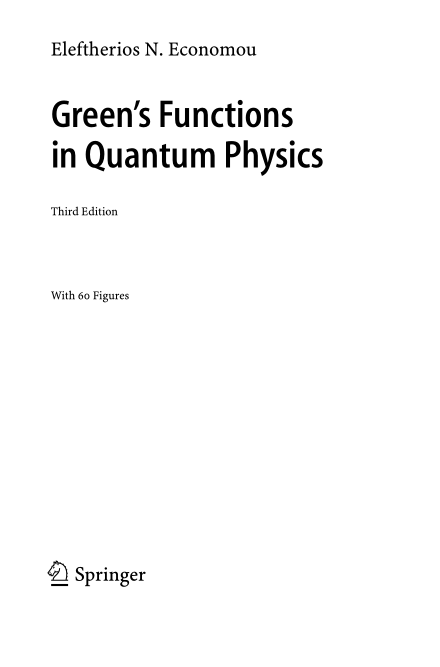 Eleftherios N. Economou
Green's Functions
in Quantum Physics
Third Edition
With 60 Figures
Springer